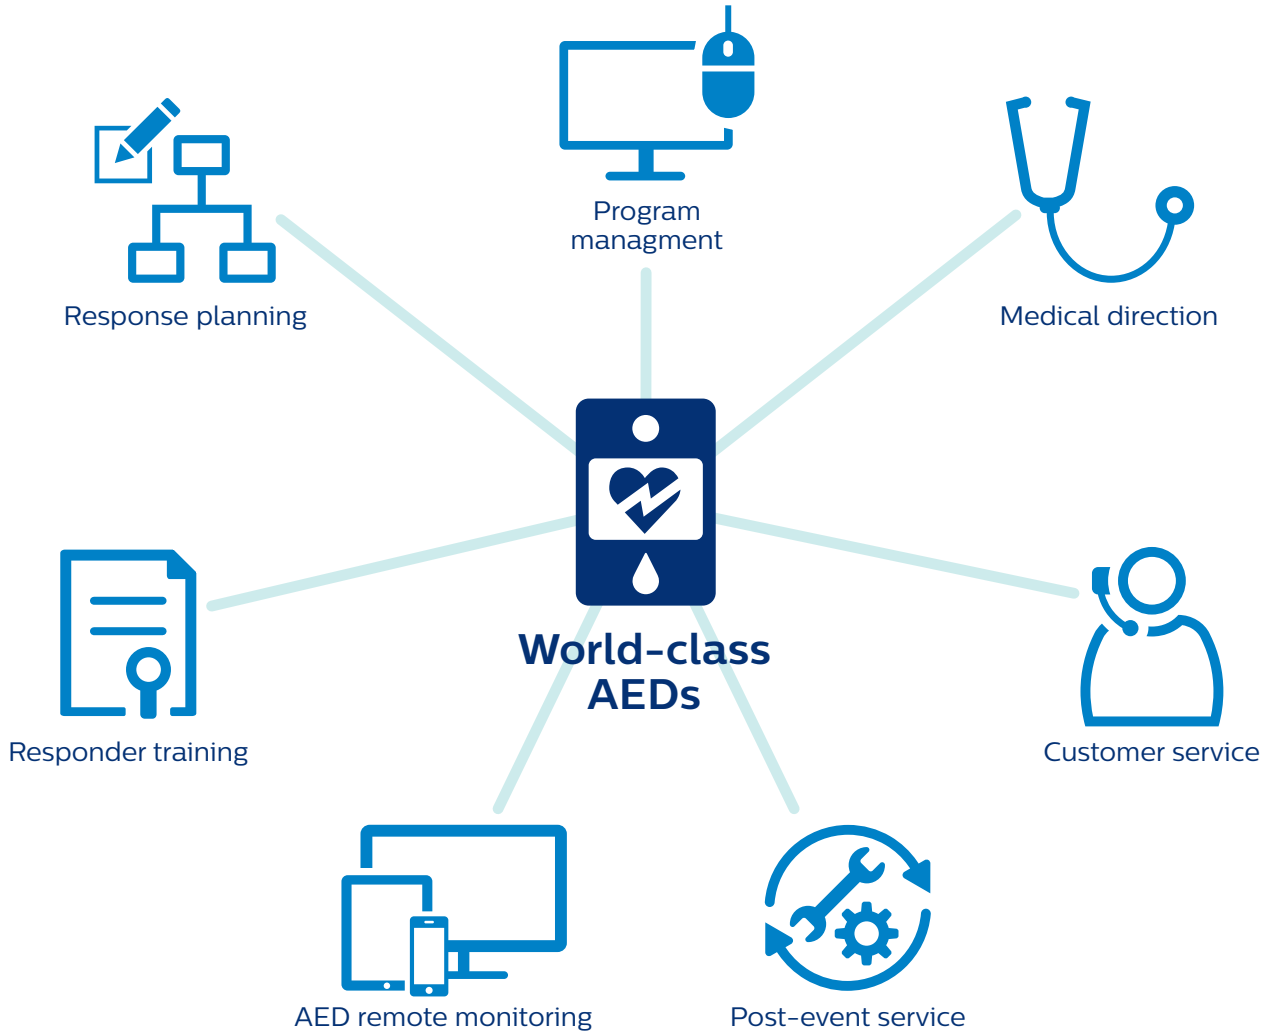 Program
managment
Response planning
Medical direction
World-class
AEDs
Responder training
Customer service
AED remote monitoring
Post-event service